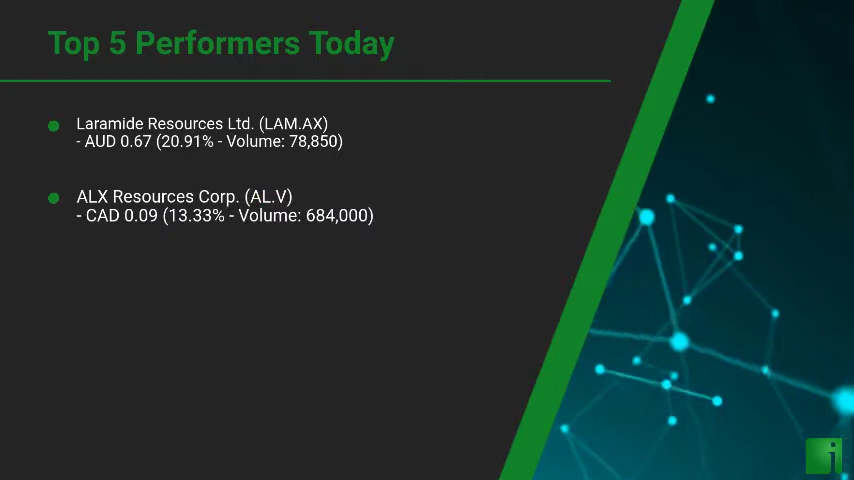 Top 5 Performers Today
Laramide Resources Ltd. (LAM.AX)
- AUD 0.67 (20.91% - Volume: 78,850)
ALX Resources Corp. (AL.V)
- CAD 0.09 (13.33% - Volume: 684,000)
i